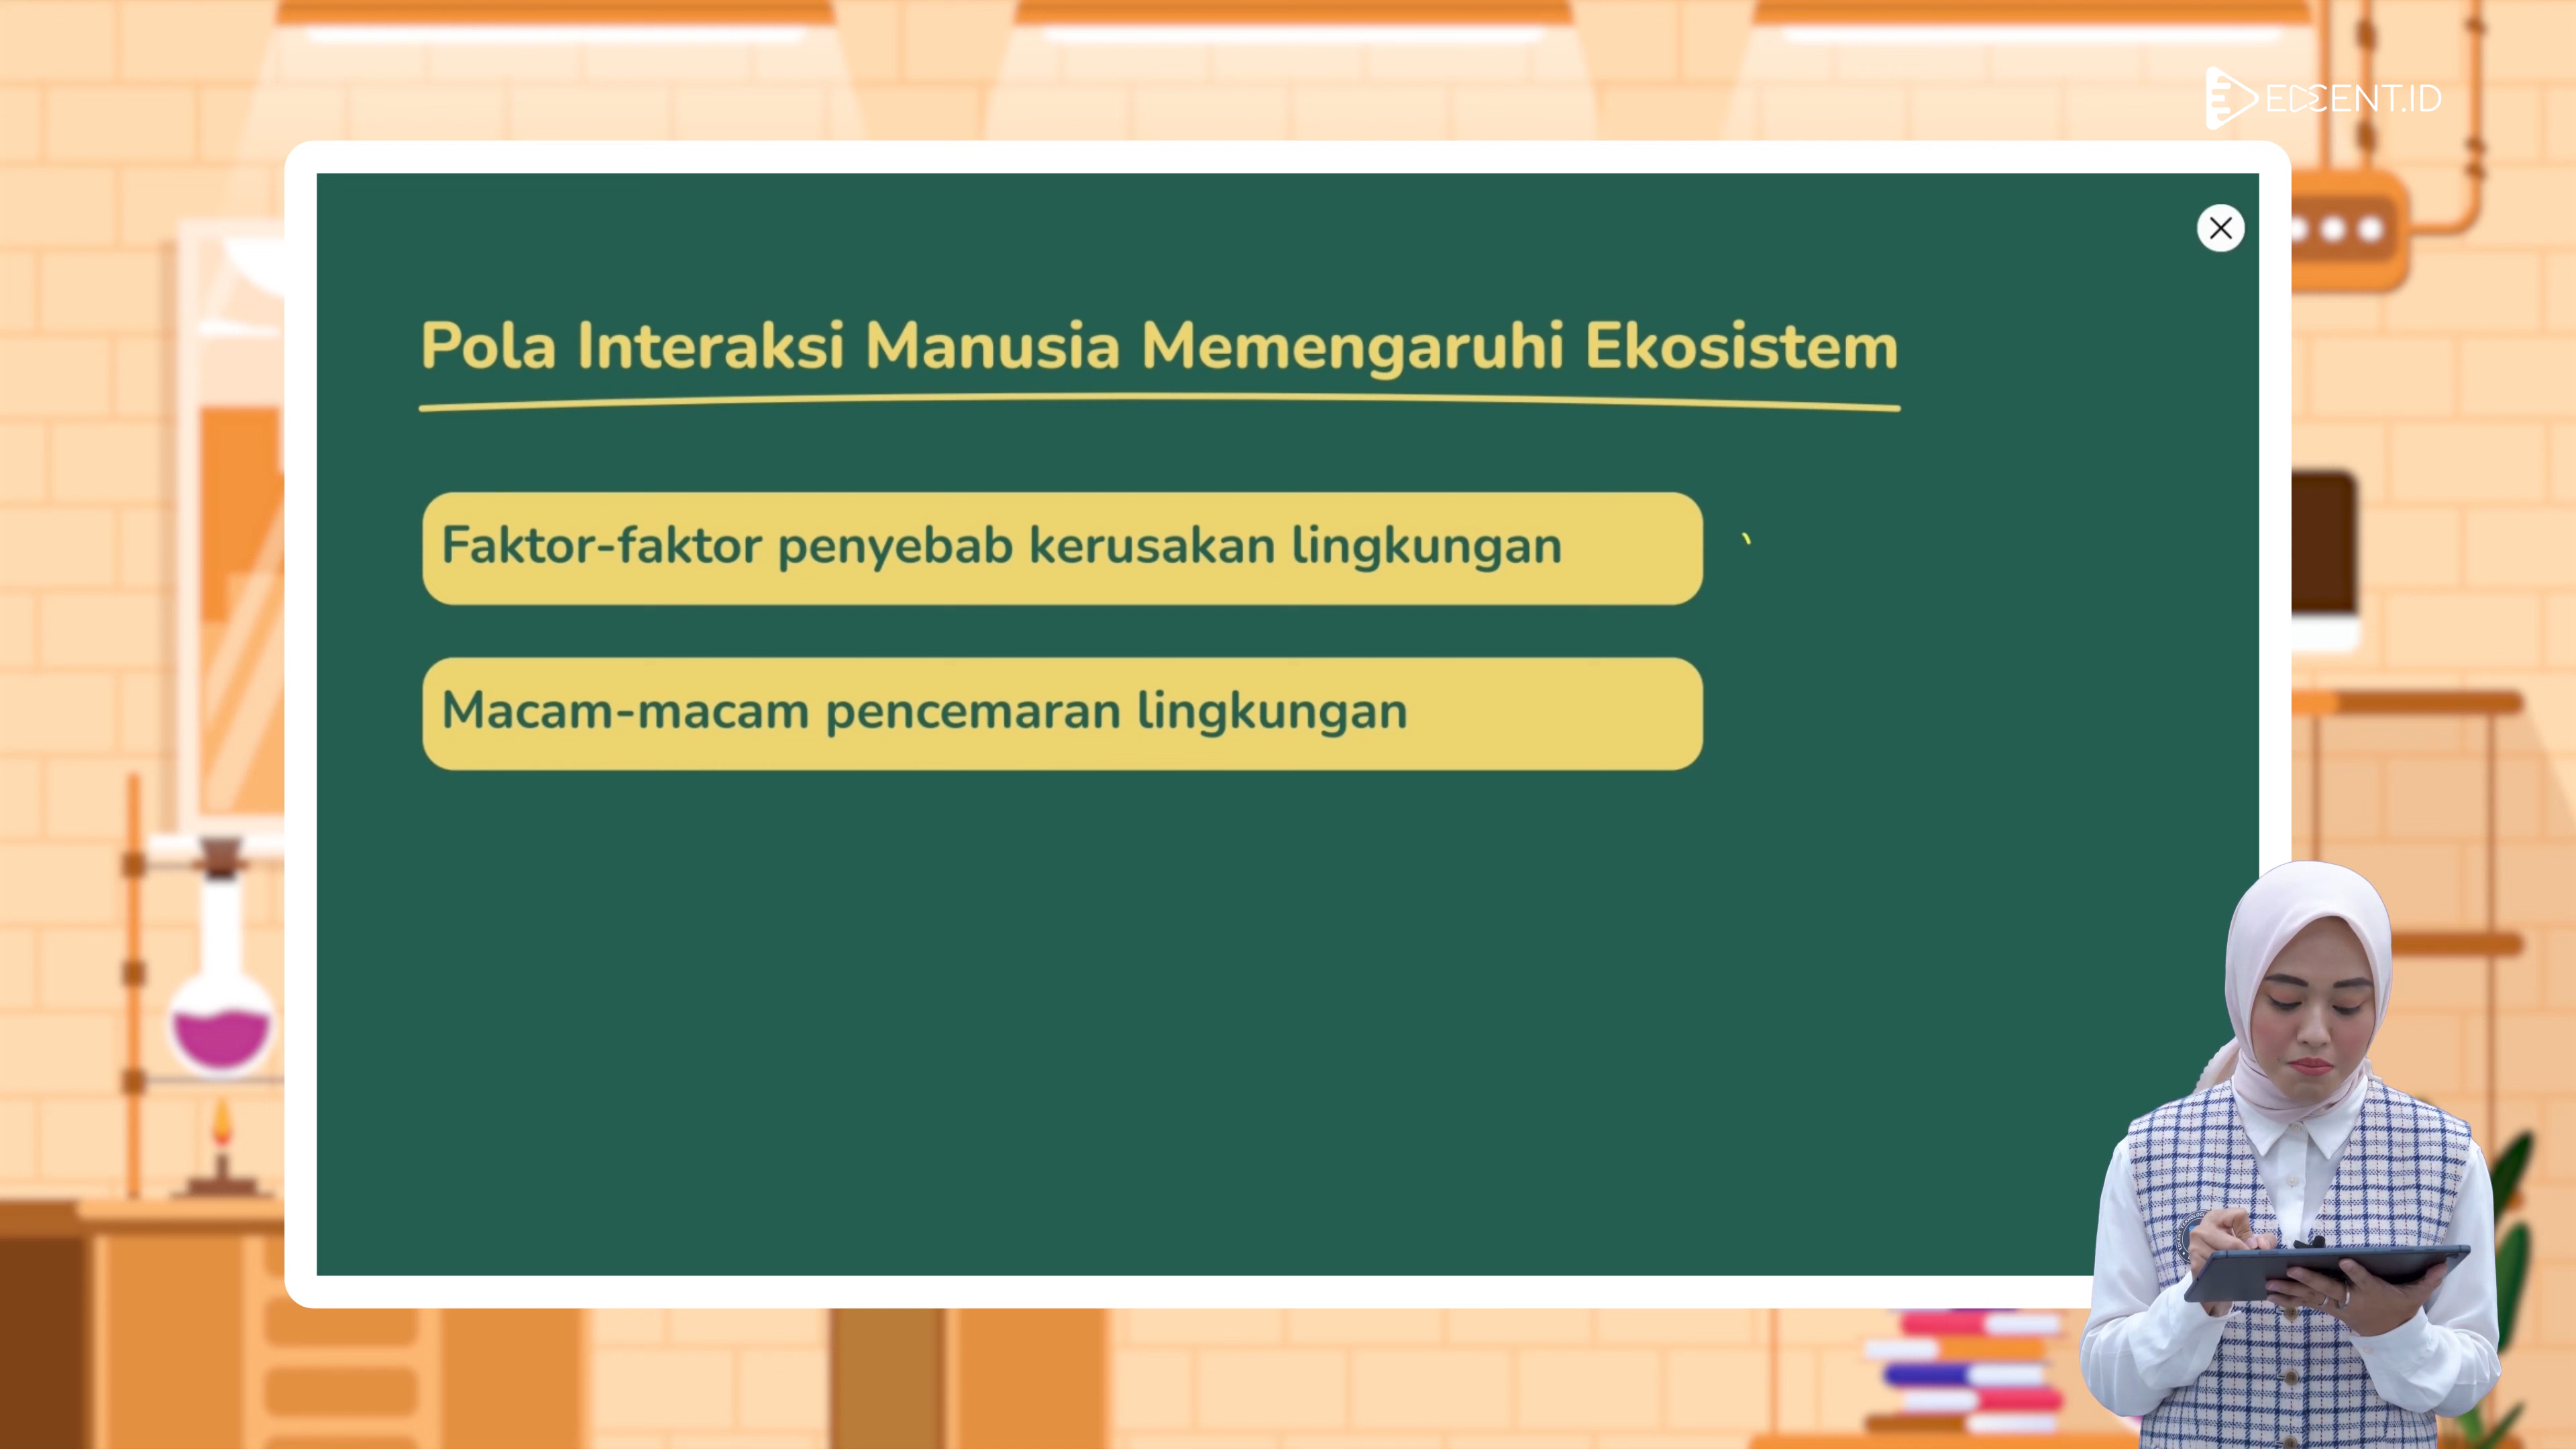 EDCENT.ID
Pola Interaksi Manusia Memengaruhi Ekosistem
Faktor-faktor penyebab kerusakan lingkungan
Macam-macam pencemaran lingkungan